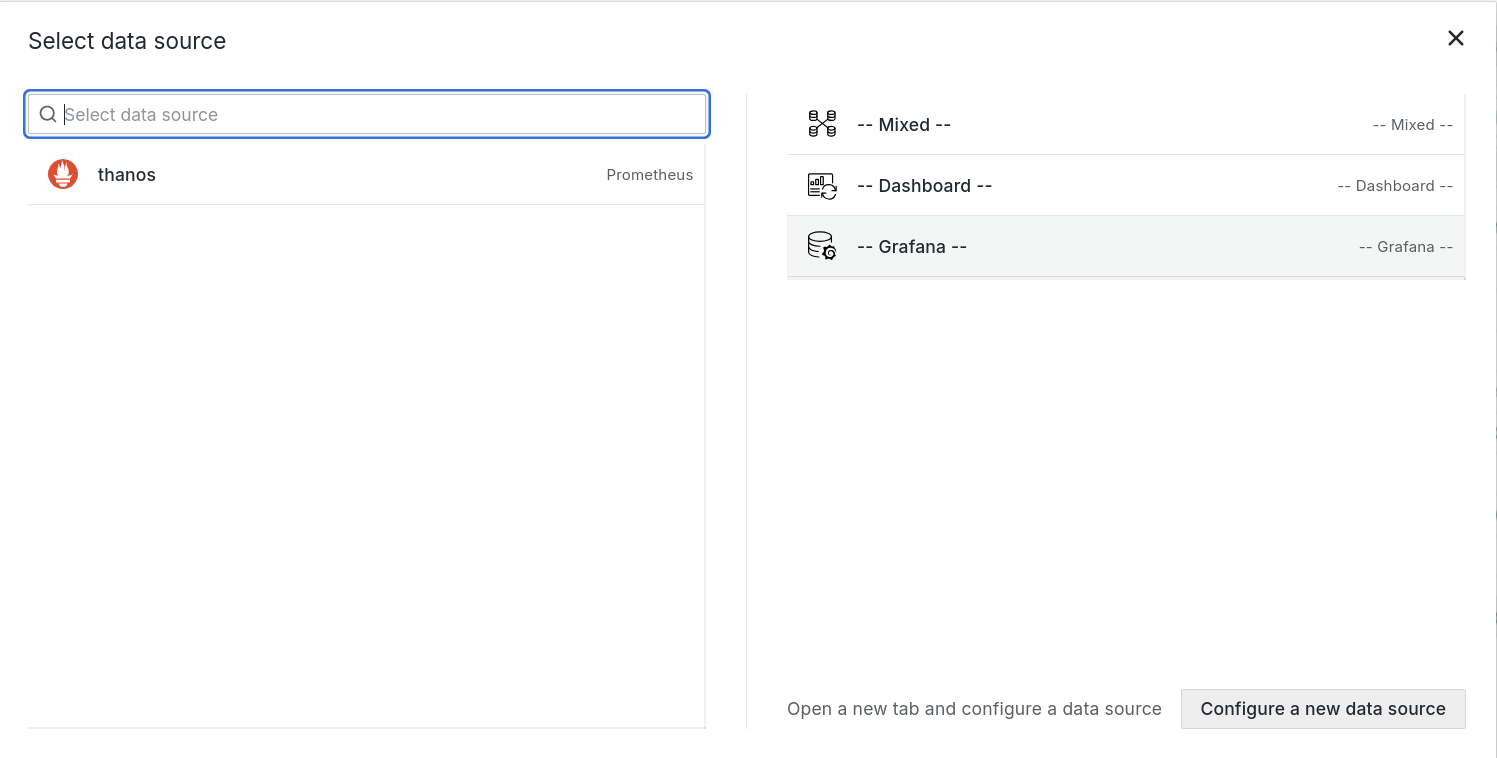 Select data source
Select data source
thanos Prometheus
-- Mixed -- -- Mixed --
-- Dashboard -- -- Dashboard --
-- Grafana -- -- Grafana --
Open a new tab and configure a data source Configure a new data source